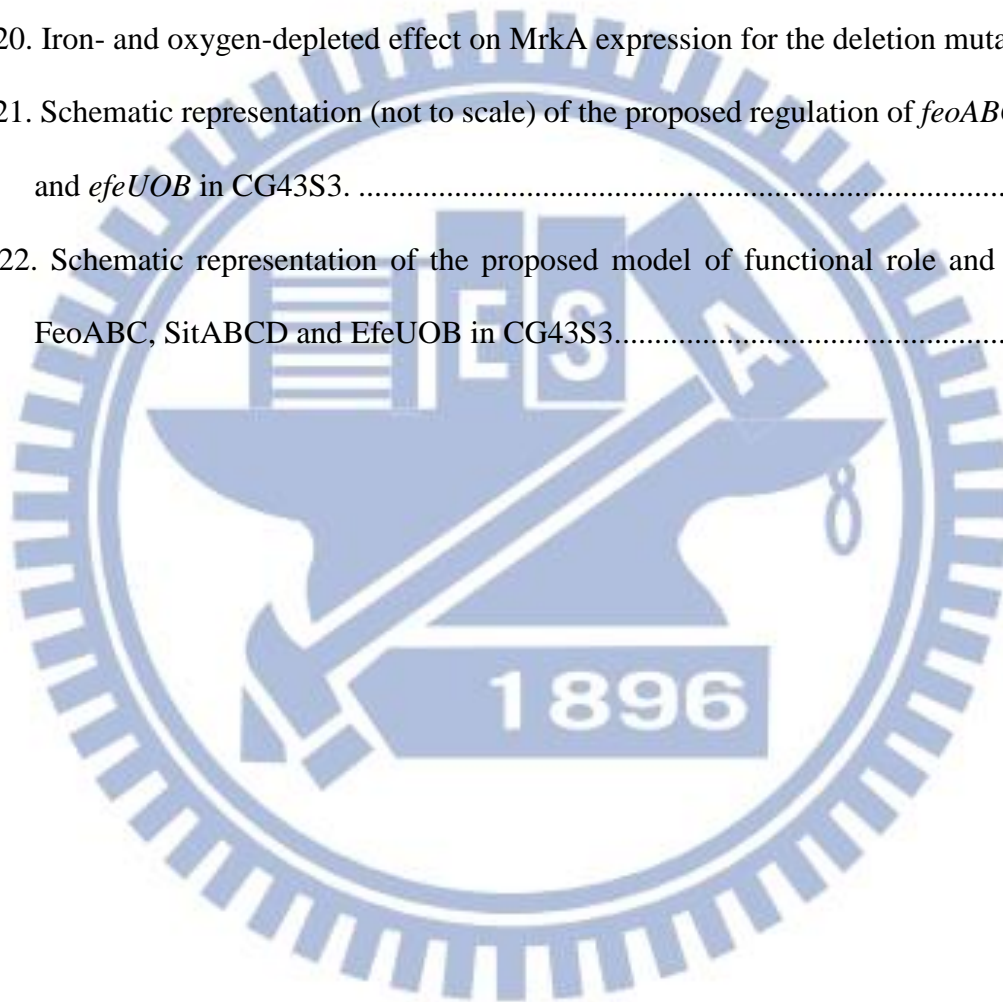 20. Iron- and oxygen-depleted effect on MrkA expression for the deletion
21. Schematic representation (not to scale) of the proposed regulation of
and efeUOB in CG43S3. ................................................................................
22. Schematic representation of the proposed model of functional role and
FeoABC, SitABCD and EfeUOB in CG43S3..................................................
E S A
1896